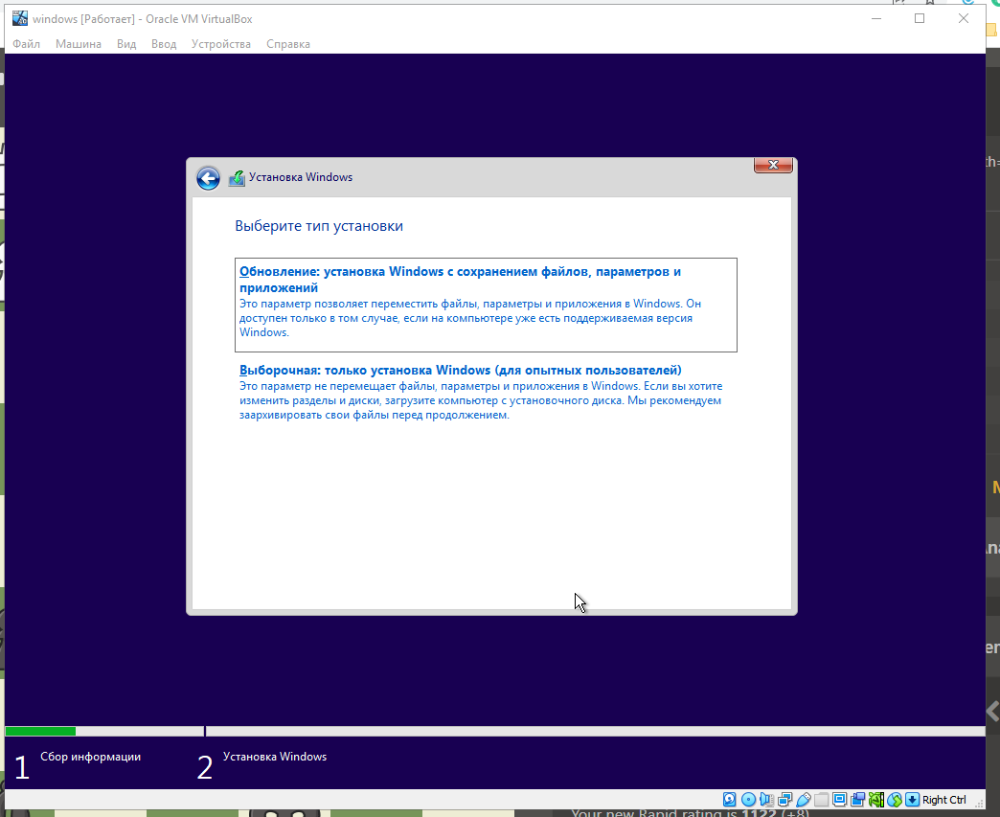 windows [Работает] - Oracle VM VirtualBox
Файл Машина Вид Ввод Устройства Справка
Установка Windows
Выберите тип установки
Обновление: установка Windows с сохранением файлов, параметров и
приложений
Это параметр позволяет переместить файлы, параметры и приложения в Windows. Он
доступен только в том случае, если на компьютере уже есть поддерживаемая версия
Windows.
Выборочная: только установка Windows (для опытных пользователей)
Это параметр не перемещает файлы, параметры и приложения в Windows. Если вы хотите
изменить разделы и диски, загрузите компьютер с установочного диска. Мы рекомендуем
заархивировать свои файлы перед продолжением.
1 Сбор информации
2 Установка Windows
Right Ctrl
Your new Rapid rating is 1122 (+8)